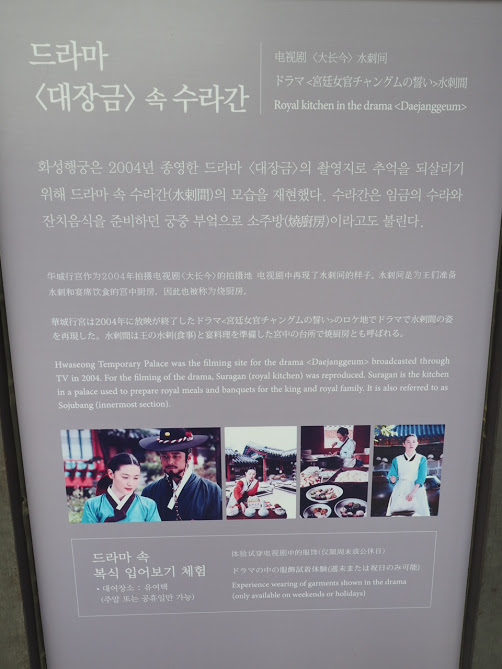 드라마
〈대장금〉 속 수라간
电视剧 〈大长今〉 水剌间
ドラマ <宮廷女官チャングムの誓い>水剌間
Royal kitchen in the drama <Daejanggeum>
화성행궁은 2004년 종영한 드라마 〈대장금〉의 촬영지로 추억을 되살리기
위해 드라마 속 수라간(水剌間)의 모습을 재현했다. 수라간은 임금의 수라와
잔치음식을 준비하던 궁중 부엌으로 소주방(燒廚房)이라고도 불린다.
华城行宫作为2004年拍摄电视剧〈大长今〉的拍摄地 电视剧中再现了水刺间的样子。水刺间是为王们准备
水刺和宴席饮食的宫中厨房。因此也被称为烧厨房。
華城行宮は2004年に放映が終了したドラマ<宮廷女官チャングムの誓い>のロケ地でドラマで水刺間の姿
を再現した。水刺間は王の水刺(食事)と宴料理を準備した宮中の台所で焼厨房とも呼ばれる。
Hwaseong Temporary Palace was the filming site for the drama <Daejanggeum> broadcasted through
TV in 2004. For the filming of the drama, Suragan (royal kitchen) was reproduced. Suragan is the kitchen
in a palace used to prepare royal meals and banquets for the king and royal family. It is also referred to as
Sojubang (innermost section).
드라마 속
복식 입어보기 체험
• 대여장소 : 유여택
(주말 또는 공휴일만 가능)
体验试穿电视剧中的服饰(仅限周末或公休日)
ドラマの中の服飾試着体験(週末または祝日のみ可能)
Experience wearing of garments shown in the drama
(only available on weekends or holidays)